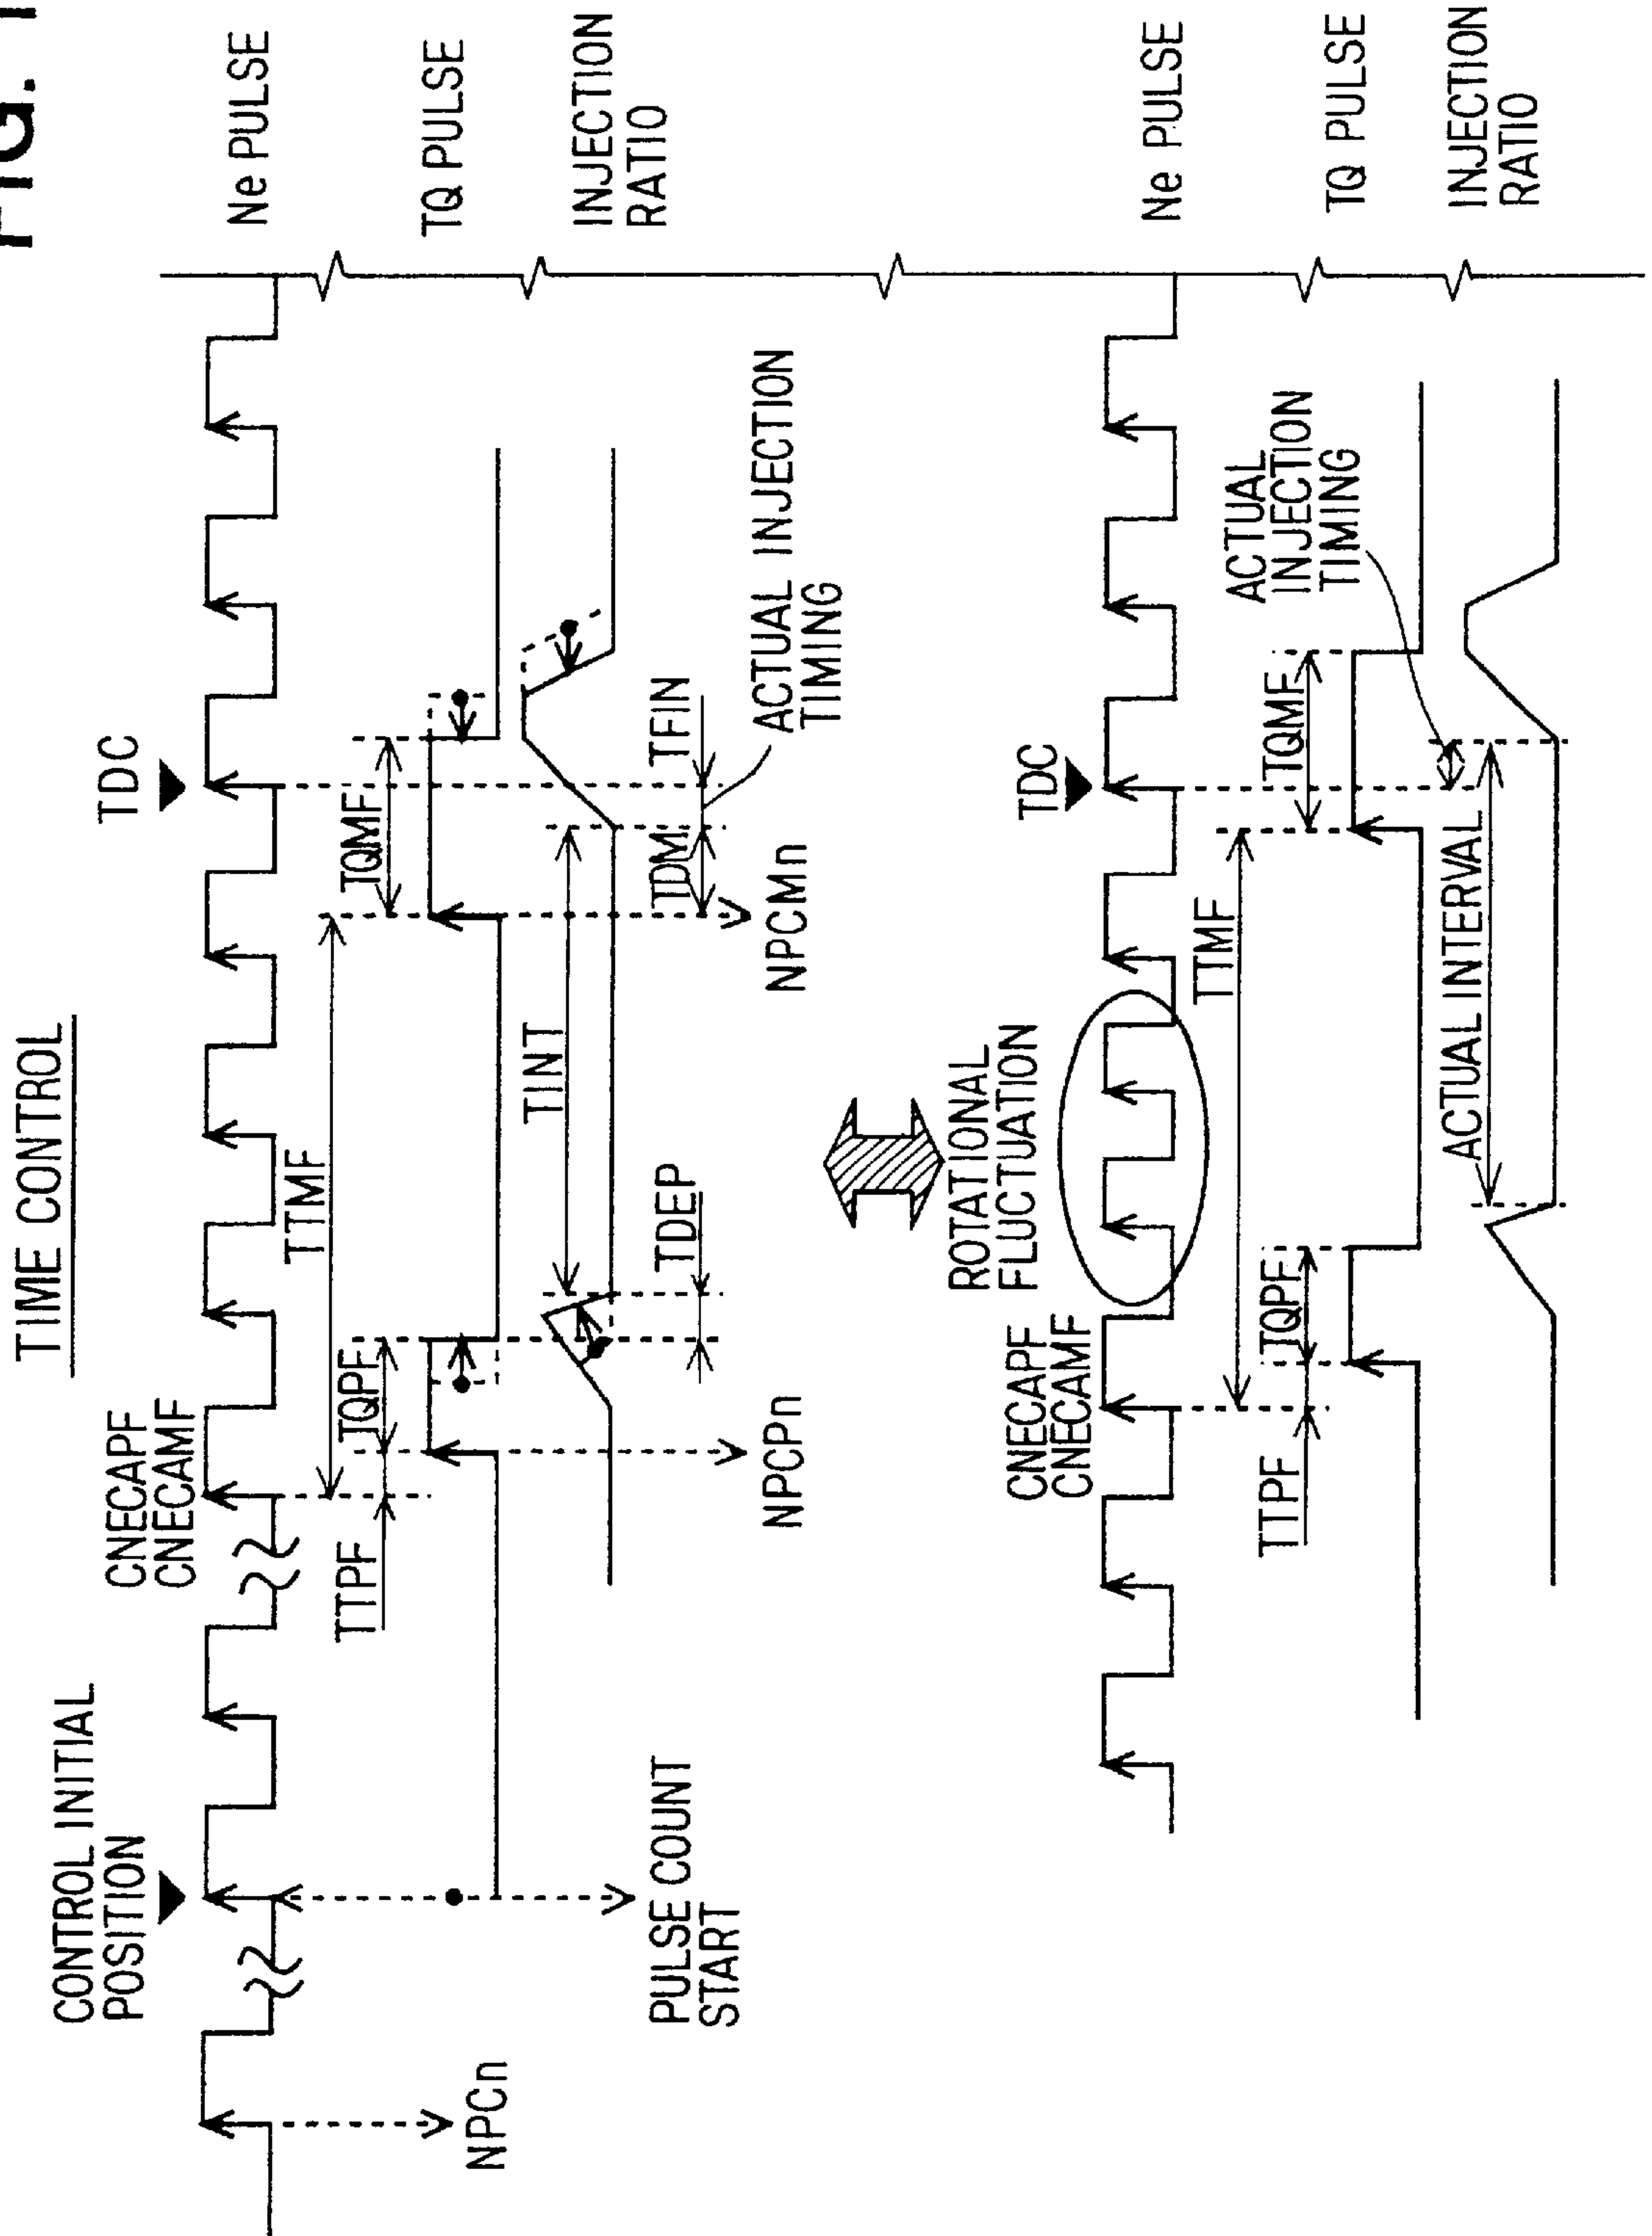 FIG. 1
TIME CONTROL
CONTROL INITIAL
POSITION
CNECAPF
CNECAMF
TDC
Ne PULSE
TTMF
TTPF
TQPF
TQMF
TQ PULSE
TINT
INJECTION
RATIO
TDEP
TDM
TFIN
NPCn
PULSE COUNT
START
NPCPn
NPCMn
ACTUAL INJECTION
TIMING
ROTATIONAL
FLUCTUATION
CNECAPF
CNECAMF
TDC
Ne PULSE
TTMF
ACTUAL
INJECTION
TIMING
TTPF
TQPF
TQMF
TQ PULSE
ACTUAL INTERVAL
INJECTION
RATIO